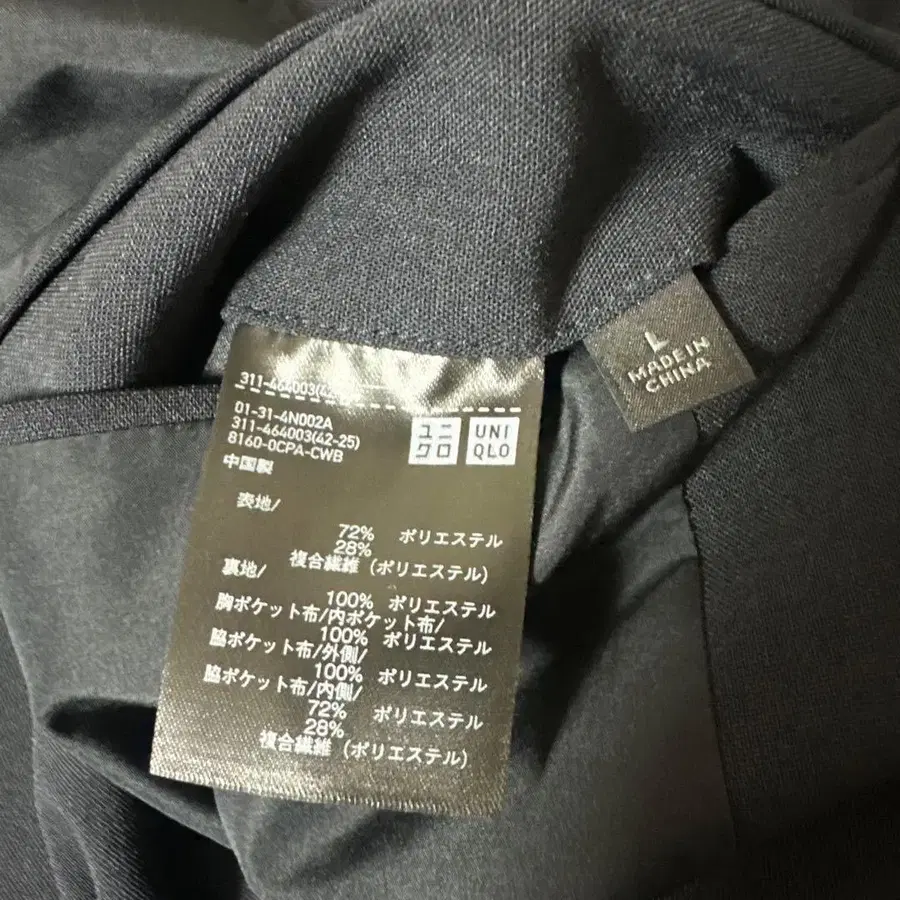 311-464003(42
01-31-4N002A
311-464003(42-25)
8160-0CPA-CWB
中国製
ユニ
クロ
UNI
QLO
L
MADE IN
CHINA
表地/
72% ポリエステル
28%
複合繊維 (ポリエステル)
裏地/
100% ポリエステル
胸ポケット布/内ポケット布/
100% ポリエステル
脇ポケット布/外側/
100% ポリエステル
脇ポケット布/内側/
72% ポリエステル
28%
複合繊維 (ポリエステル)